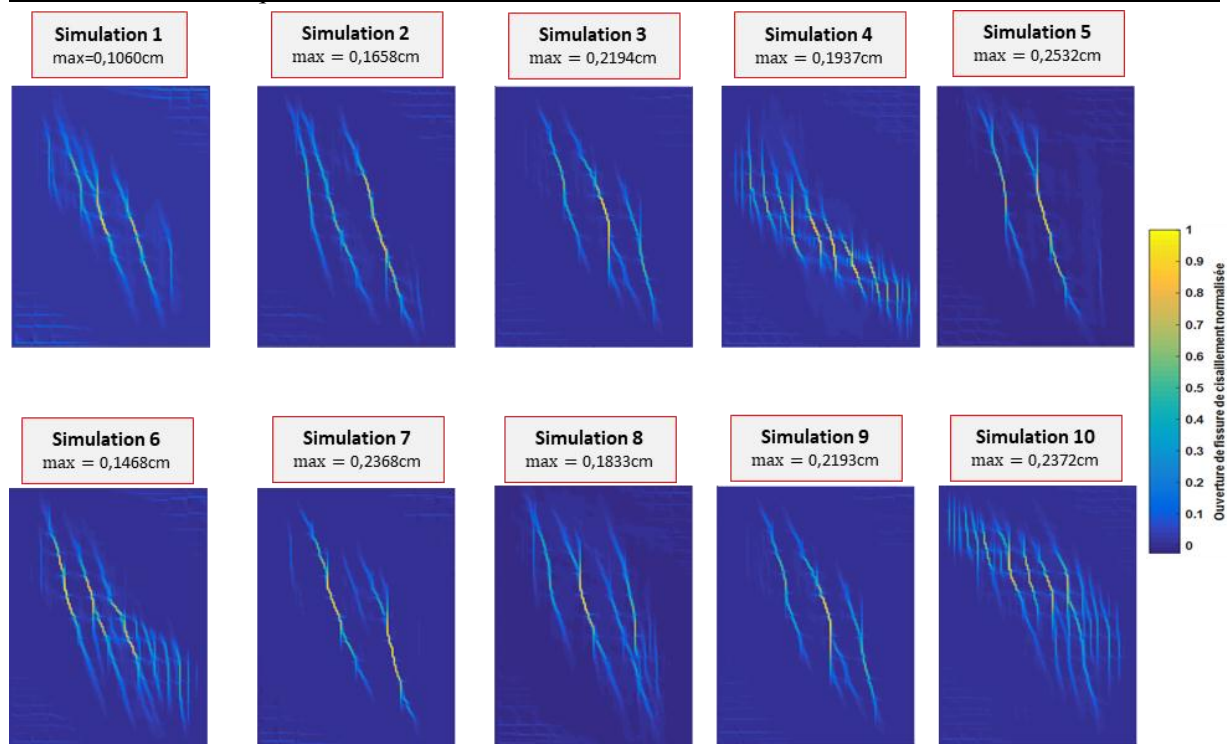 Simulation 1
max=0,1060cm
Simulation 2
max = 0,1658cm
Simulation 3
max = 0,2194cm
Simulation 4
max = 0,1937cm
Simulation 5
max = 0,2532cm
1
0.9
0.8
0.7
0.6
0.5
0.4
0.3
0.2
0.1
0
Ouverture de fissure de cisaillement normalisée
Simulation 6
max = 0,1468cm
Simulation 7
max = 0,2368cm
Simulation 8
max = 0,1833cm
Simulation 9
max = 0,2193cm
Simulation 10
max = 0,2372cm